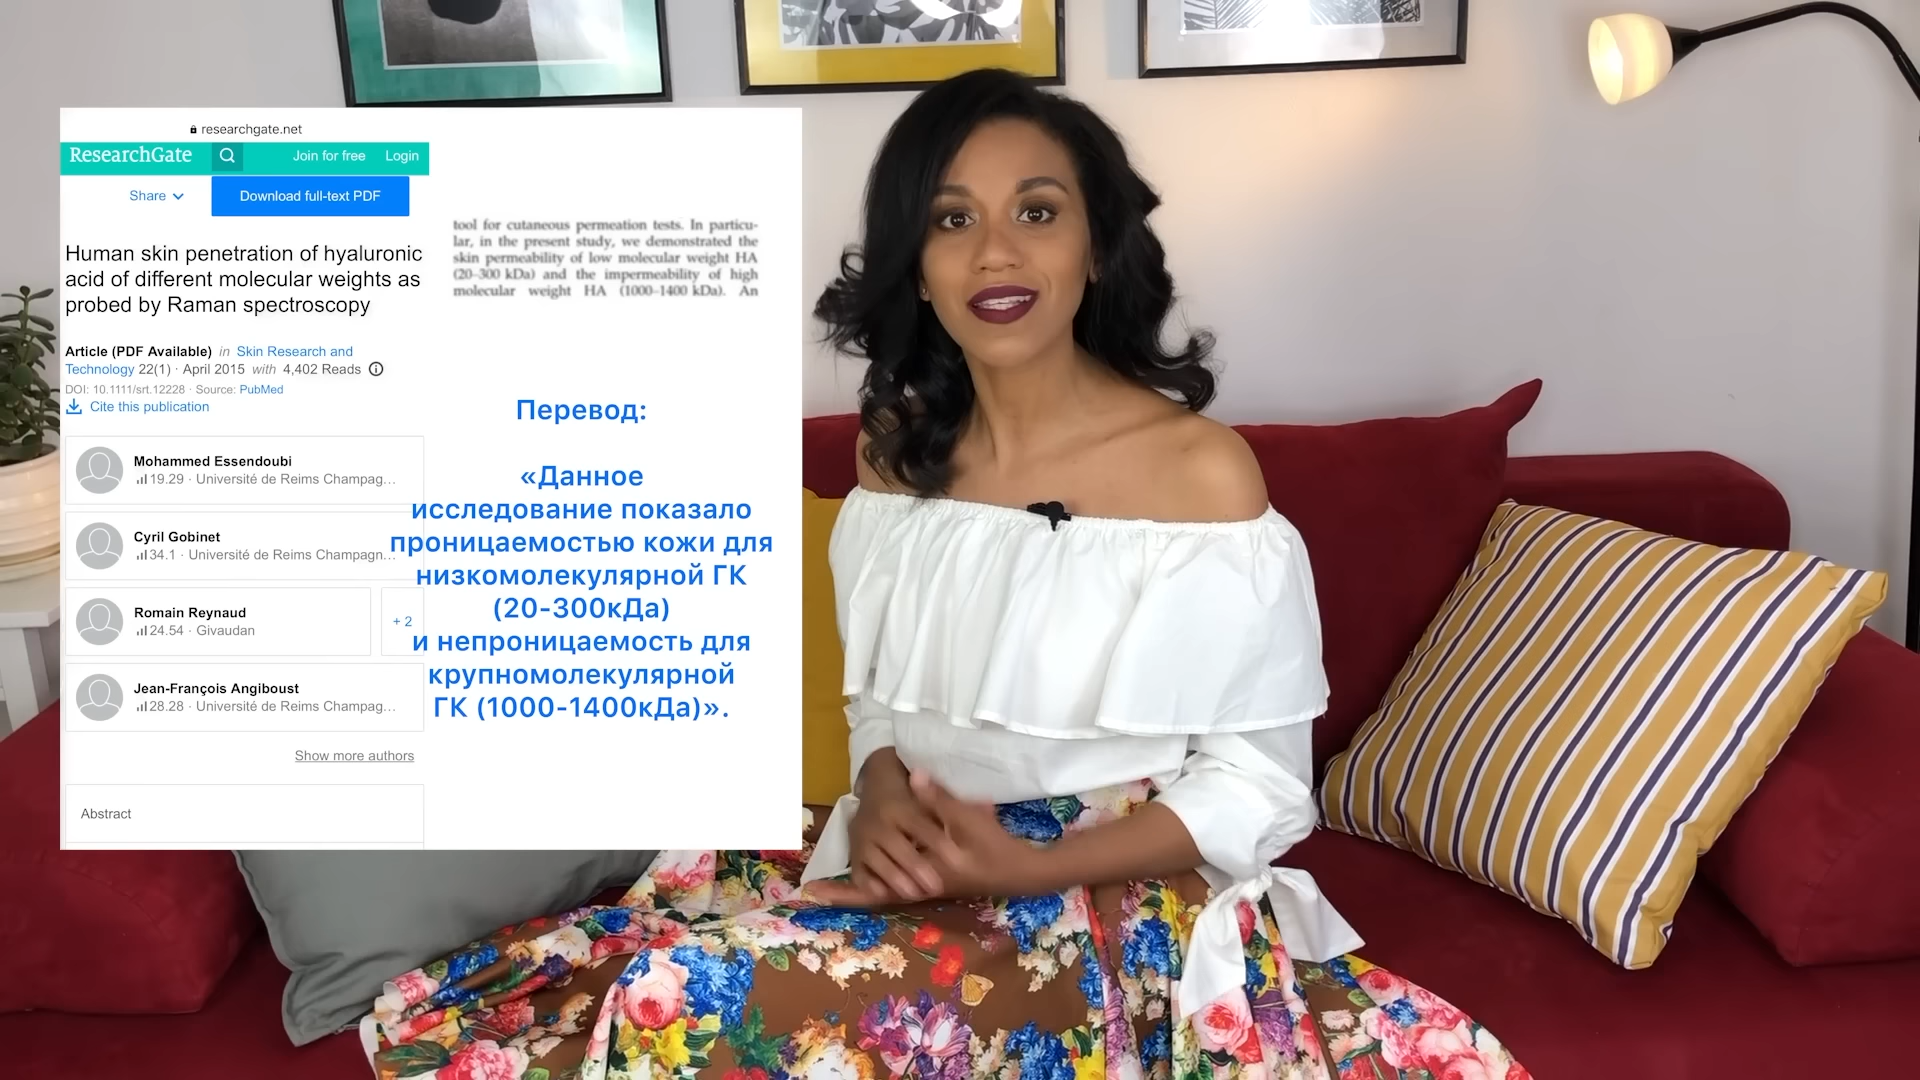 researchgate.net
ResearchGate
Join for free
Login
Share
Download full-text PDF
Human skin penetration of hyaluronic
acid of different molecular weights as
probed by Raman spectroscopy
Article (PDF Available) in Skin Research and
Technology 22(1) · April 2015 with 4,402 Reads
DOI: 10.1111/srt.12228 · Source: PubMed
Cite this publication
Mohammed Essendoubi
19.29 · Université de Reims Champag...
Cyril Gobinet
34.1 · Université de Reims Champagn...
Romain Reynaud
24.54 · Givaudan
+ 2
Jean-François Angiboust
28.28 · Université de Reims Champag...
Show more authors
Abstract
tool for cutaneous permeation tests. In particu-
lar, in the present study, we demonstrated the
skin permeability of low molecular weight HA
(20–300 kDa) and the impermeability of high
molecular weight HA (1000–1400 kDa). An
Перевод:
«Данное
исследование показало
проницаемостью кожи для
низкомолекулярной ГК
(20-300кДа)
и непроницаемость для
крупномолекулярной
ГК (1000-1400кДа)».